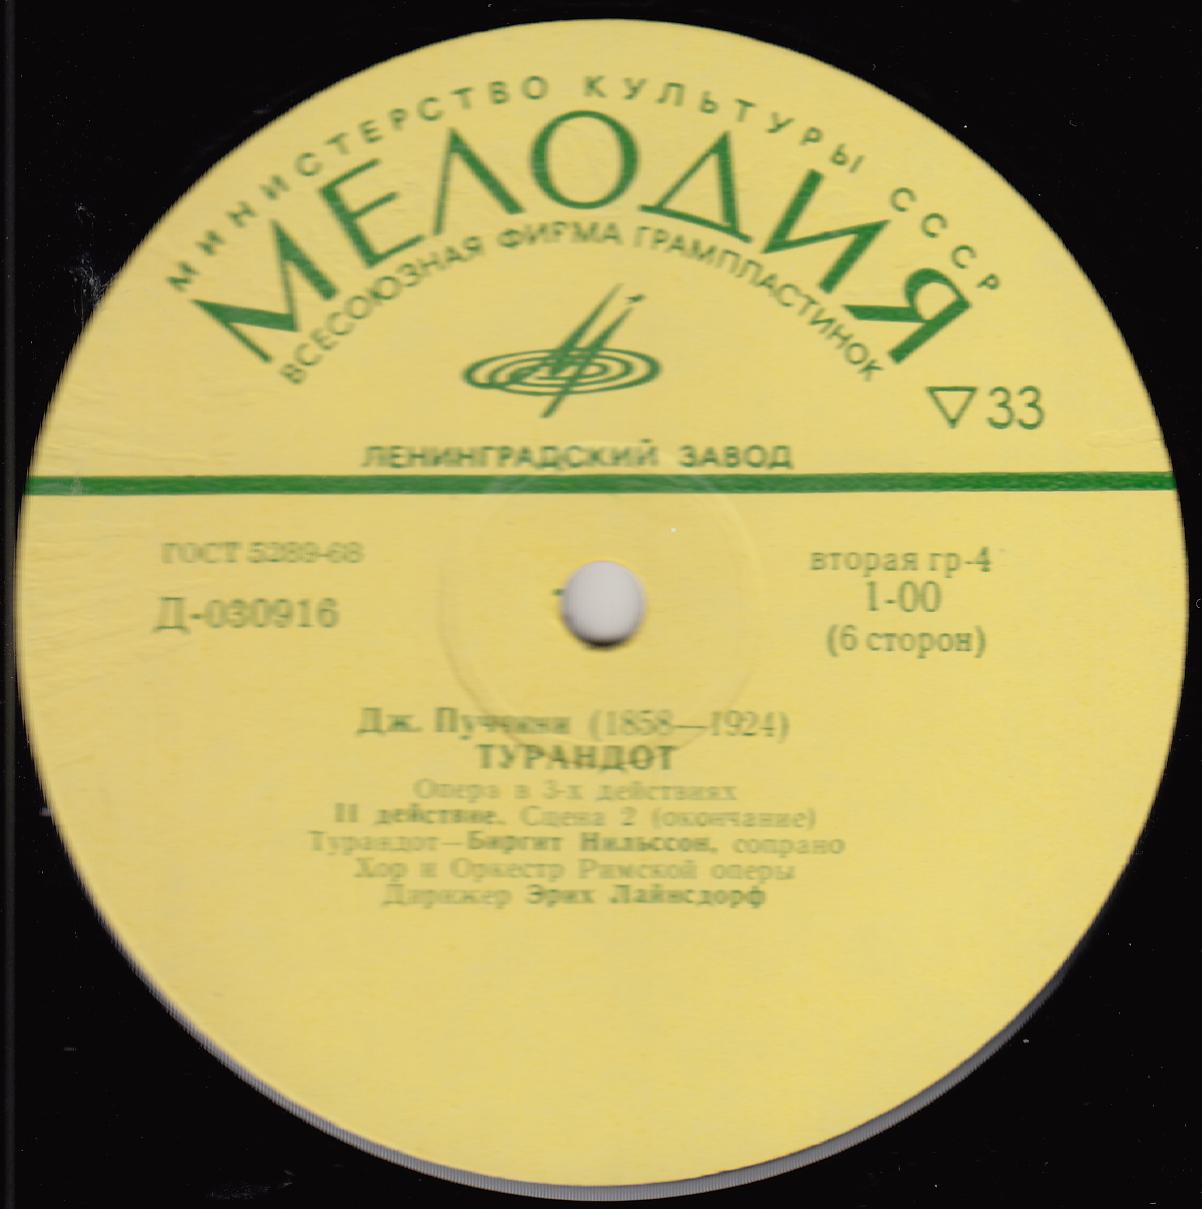 МИНИСТЕРСТВО КУЛЬТУРЫ СССР
МЕЛОДИЯ
ВСЕСОЮЗНАЯ ФИРМА ГРАМПЛАСТИНОК
▽33
ЛЕНИНГРАДСКИЙ ЗАВОД
ГОСТ 5289-68
Д-030916
вторая гр-4
1-00
(6 сторон)
Дж. Пуччини (1858—1924)
ТУРАНДОТ
Опера в 3-х действиях
II действие. Сцена 2 (окончание)
Турандот—Биргит Нильссон, сопрано
Хор и Оркестр Римской оперы
Дирижер Эрих Лайнсдорф